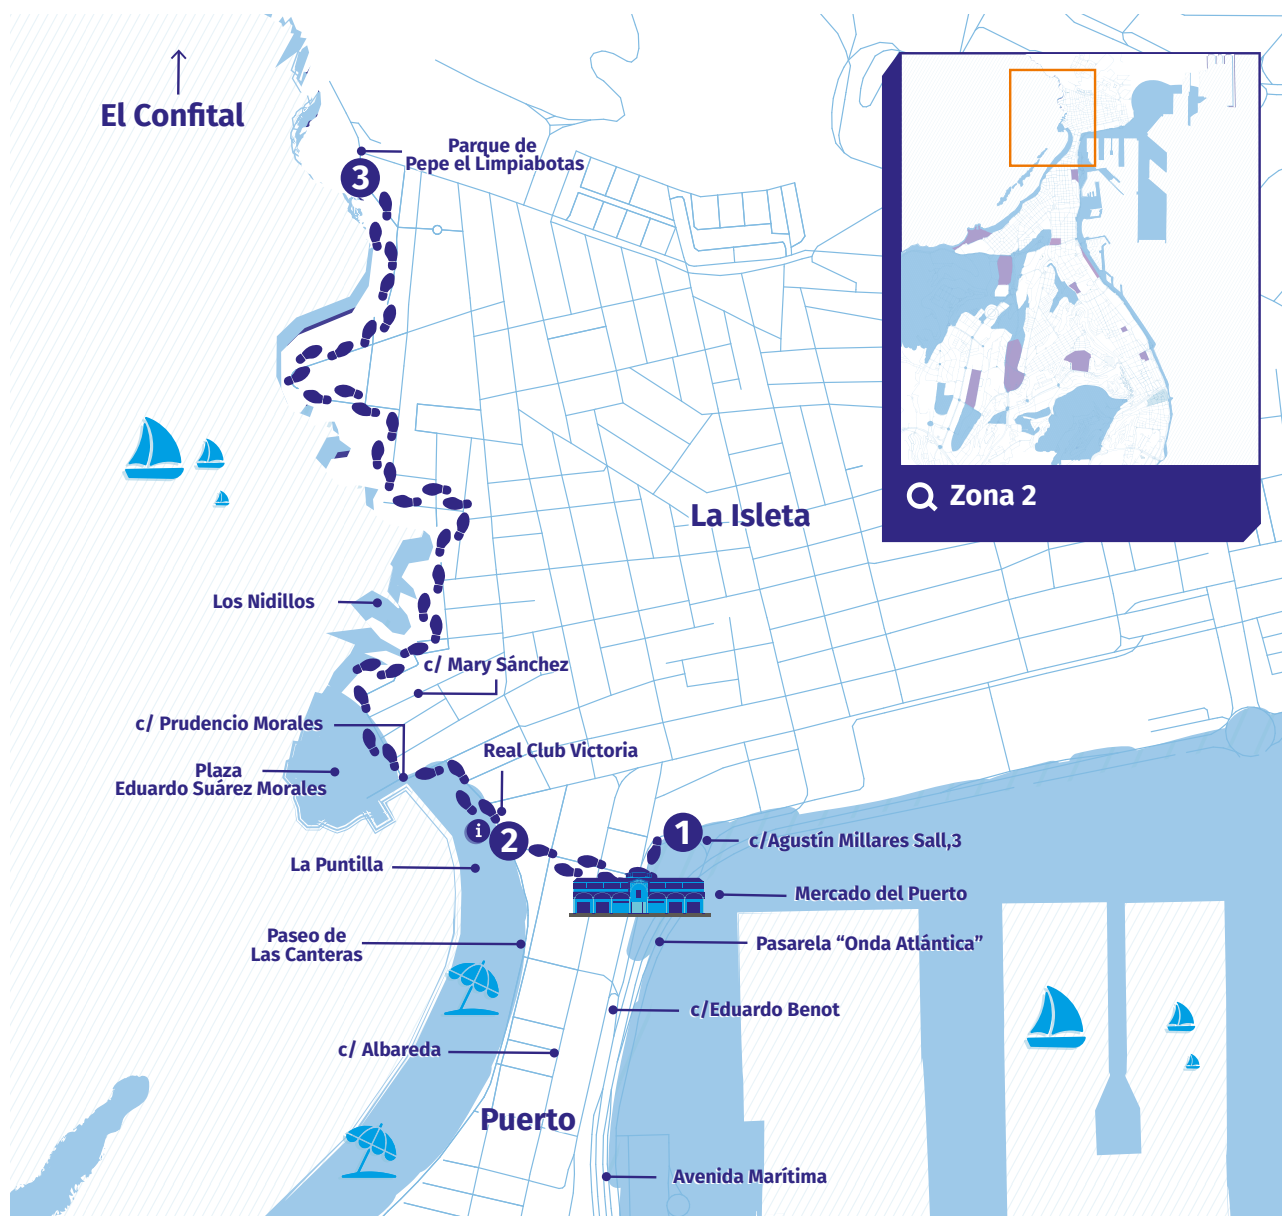 El Confital
Parque de
Pepe el Limpiabotas
3
Zona 2
La Isleta
Los Nidillos
c/ Mary Sánchez
c/ Prudencio Morales
Real Club Victoria
Plaza
Eduardo Suárez Morales
i
2
1
c/Agustín Millares Sall,3
La Puntilla
Mercado del Puerto
Paseo de
Las Canteras
Pasarela “Onda Atlántica”
c/Eduardo Benot
c/ Albareda
Puerto
Avenida Marítima